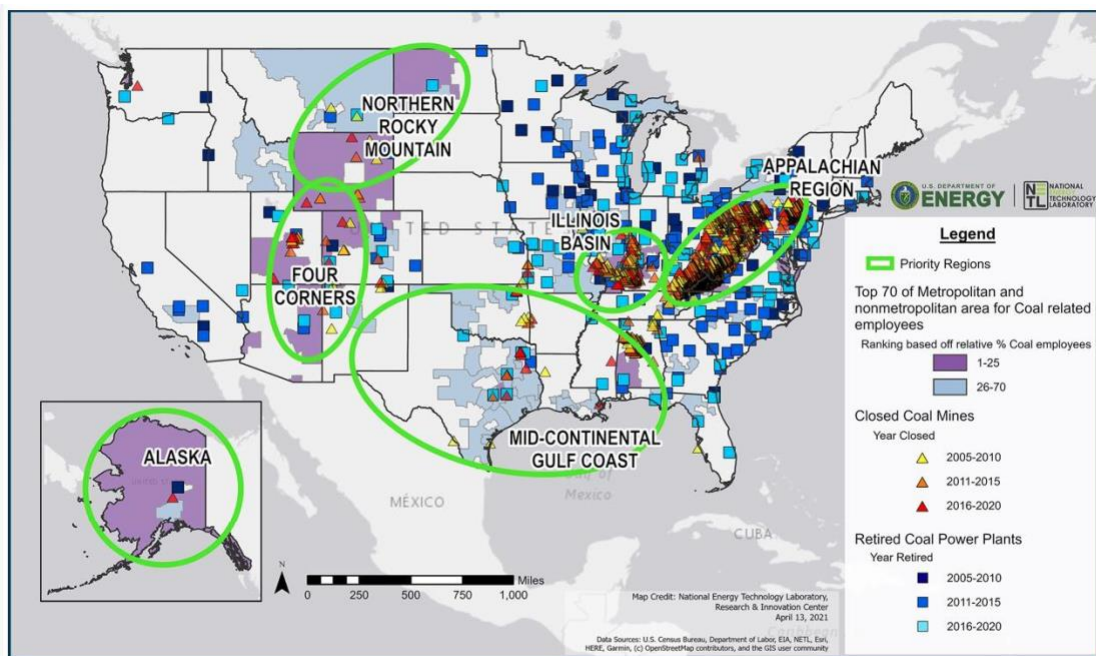 NORTHERN
ROCKY
MOUNTAIN
APPALACHIAN
REGION
U.S. DEPARTMENT OF
ENERGY
NATIONAL
ENERGY
TECHNOLOGY
LABORATORY
UNITED STATES
ILLINOIS
BASIN
FOUR
CORNERS
MID-CONTINENTAL
GULF COAST
Gulf of
Mexico
MÉXICO
CUBA
ALASKA
N
0 250 500 750 1,000
Miles
Legend
Priority Regions
Top 70 of Metropolitan and
nonmetropolitan area for Coal related
employees
Ranking based off relative % Coal employees
1-25
26-70
Closed Coal Mines
Year Closed
2005-2010
2011-2015
2016-2020
Retired Coal Power Plants
Year Retired
2005-2010
2011-2015
2016-2020
Map Credit: National Energy Technology Laboratory,
Research & Innovation Center
April 13, 2021
Data Sources: U.S. Census Bureau, Department of Labor, EIA, NETL, Esri,
HERE, Garmin, (c) OpenStreetMap contributors, and the GIS user community